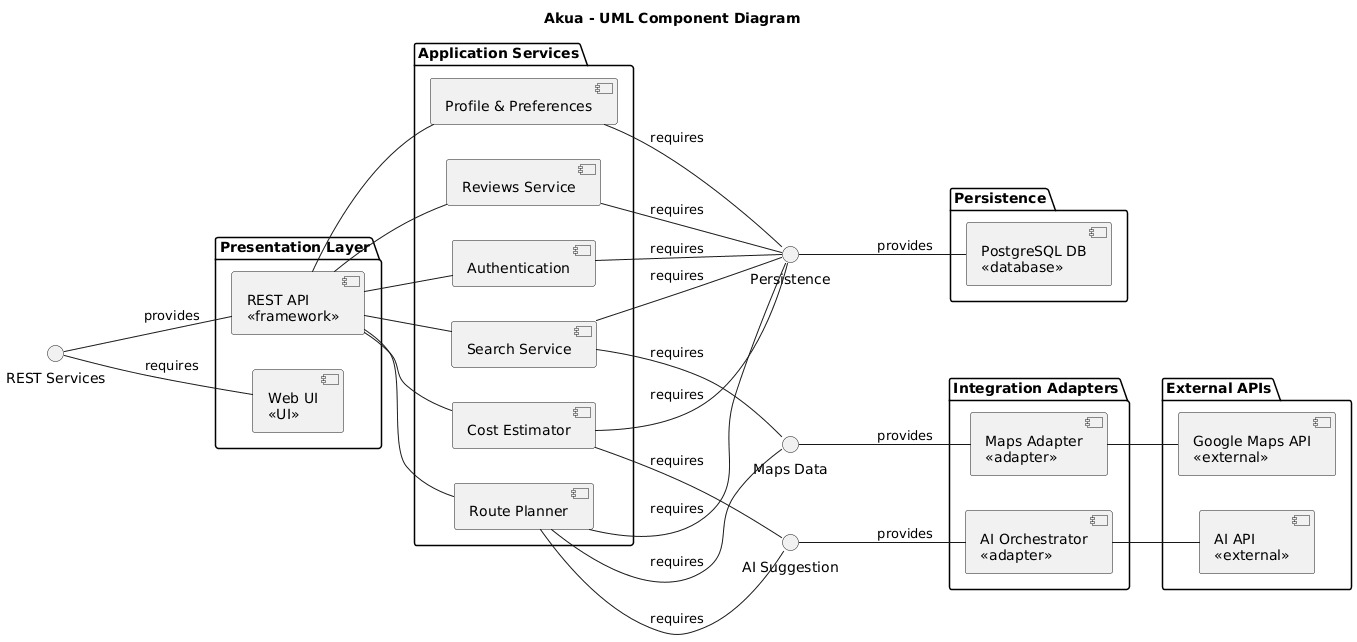 Akua - UML Component Diagram
Application Services
Profile & Preferences
requires
Reviews Service
requires
Persistence
Presentation Layer
Authentication
requires
provides
PostgreSQL DB
«database»
requires
Persistence
REST API
«framework»
provides
REST Services
requires
Search Service
requires
Web UI
«UI»
requires
Cost Estimator
Integration Adapters
External APIs
Maps Data
provides
Maps Adapter
«adapter»
Google Maps API
«external»
requires
Route Planner
requires
requires
AI Suggestion
provides
AI Orchestrator
«adapter»
AI API
«external»
requires